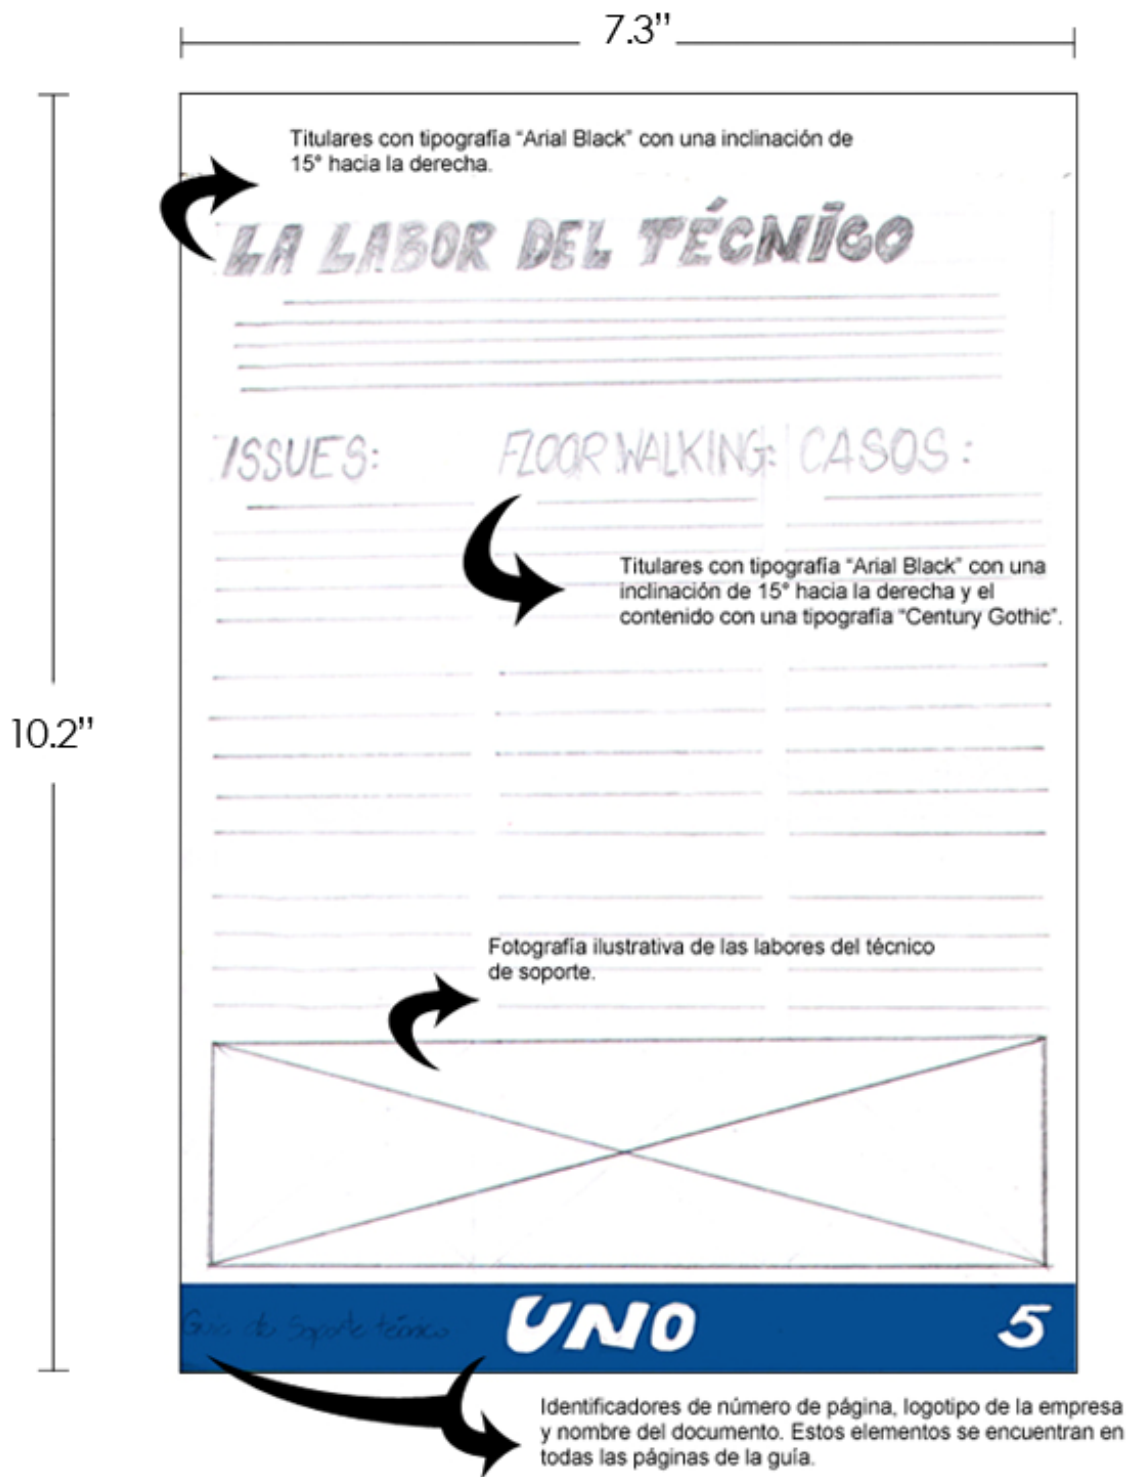 7.3”
Titulares con tipografía “Arial Black” con una inclinación de
15° hacia la derecha.
LA LABOR DEL TÉCNICO
ISSUES:
FLOOR WALKING:
CASOS:
Titulares con tipografía “Arial Black” con una
inclinación de 15° hacia la derecha y el
contenido con una tipografía “Century Gothic”.
10.2”
Fotografía ilustrativa de las labores del técnico
de soporte.
Guia de Soporte técnico
UNO
5
Identificadores de número de página, logotipo de la empresa
y nombre del documento. Estos elementos se encuentran en
todas las páginas de la guía.